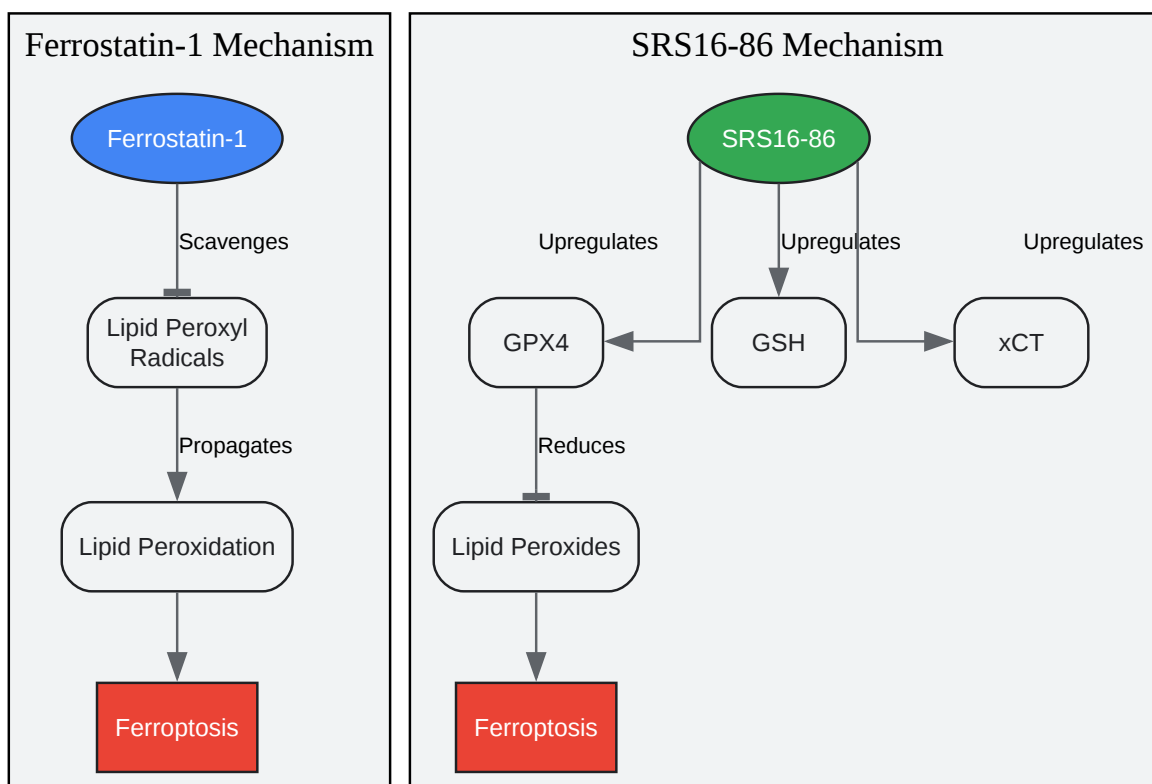 Ferrostatin-1 Mechanism
Ferrostatin-1
Scavenges
Lipid Peroxyl
Radicals
Propagates
Lipid Peroxidation
Ferroptosis
SRS16-86 Mechanism
SRS16-86
Upregulates
Upregulates
Upregulates
GPX4
GSH
xCT
Reduces
Lipid Peroxides
Ferroptosis